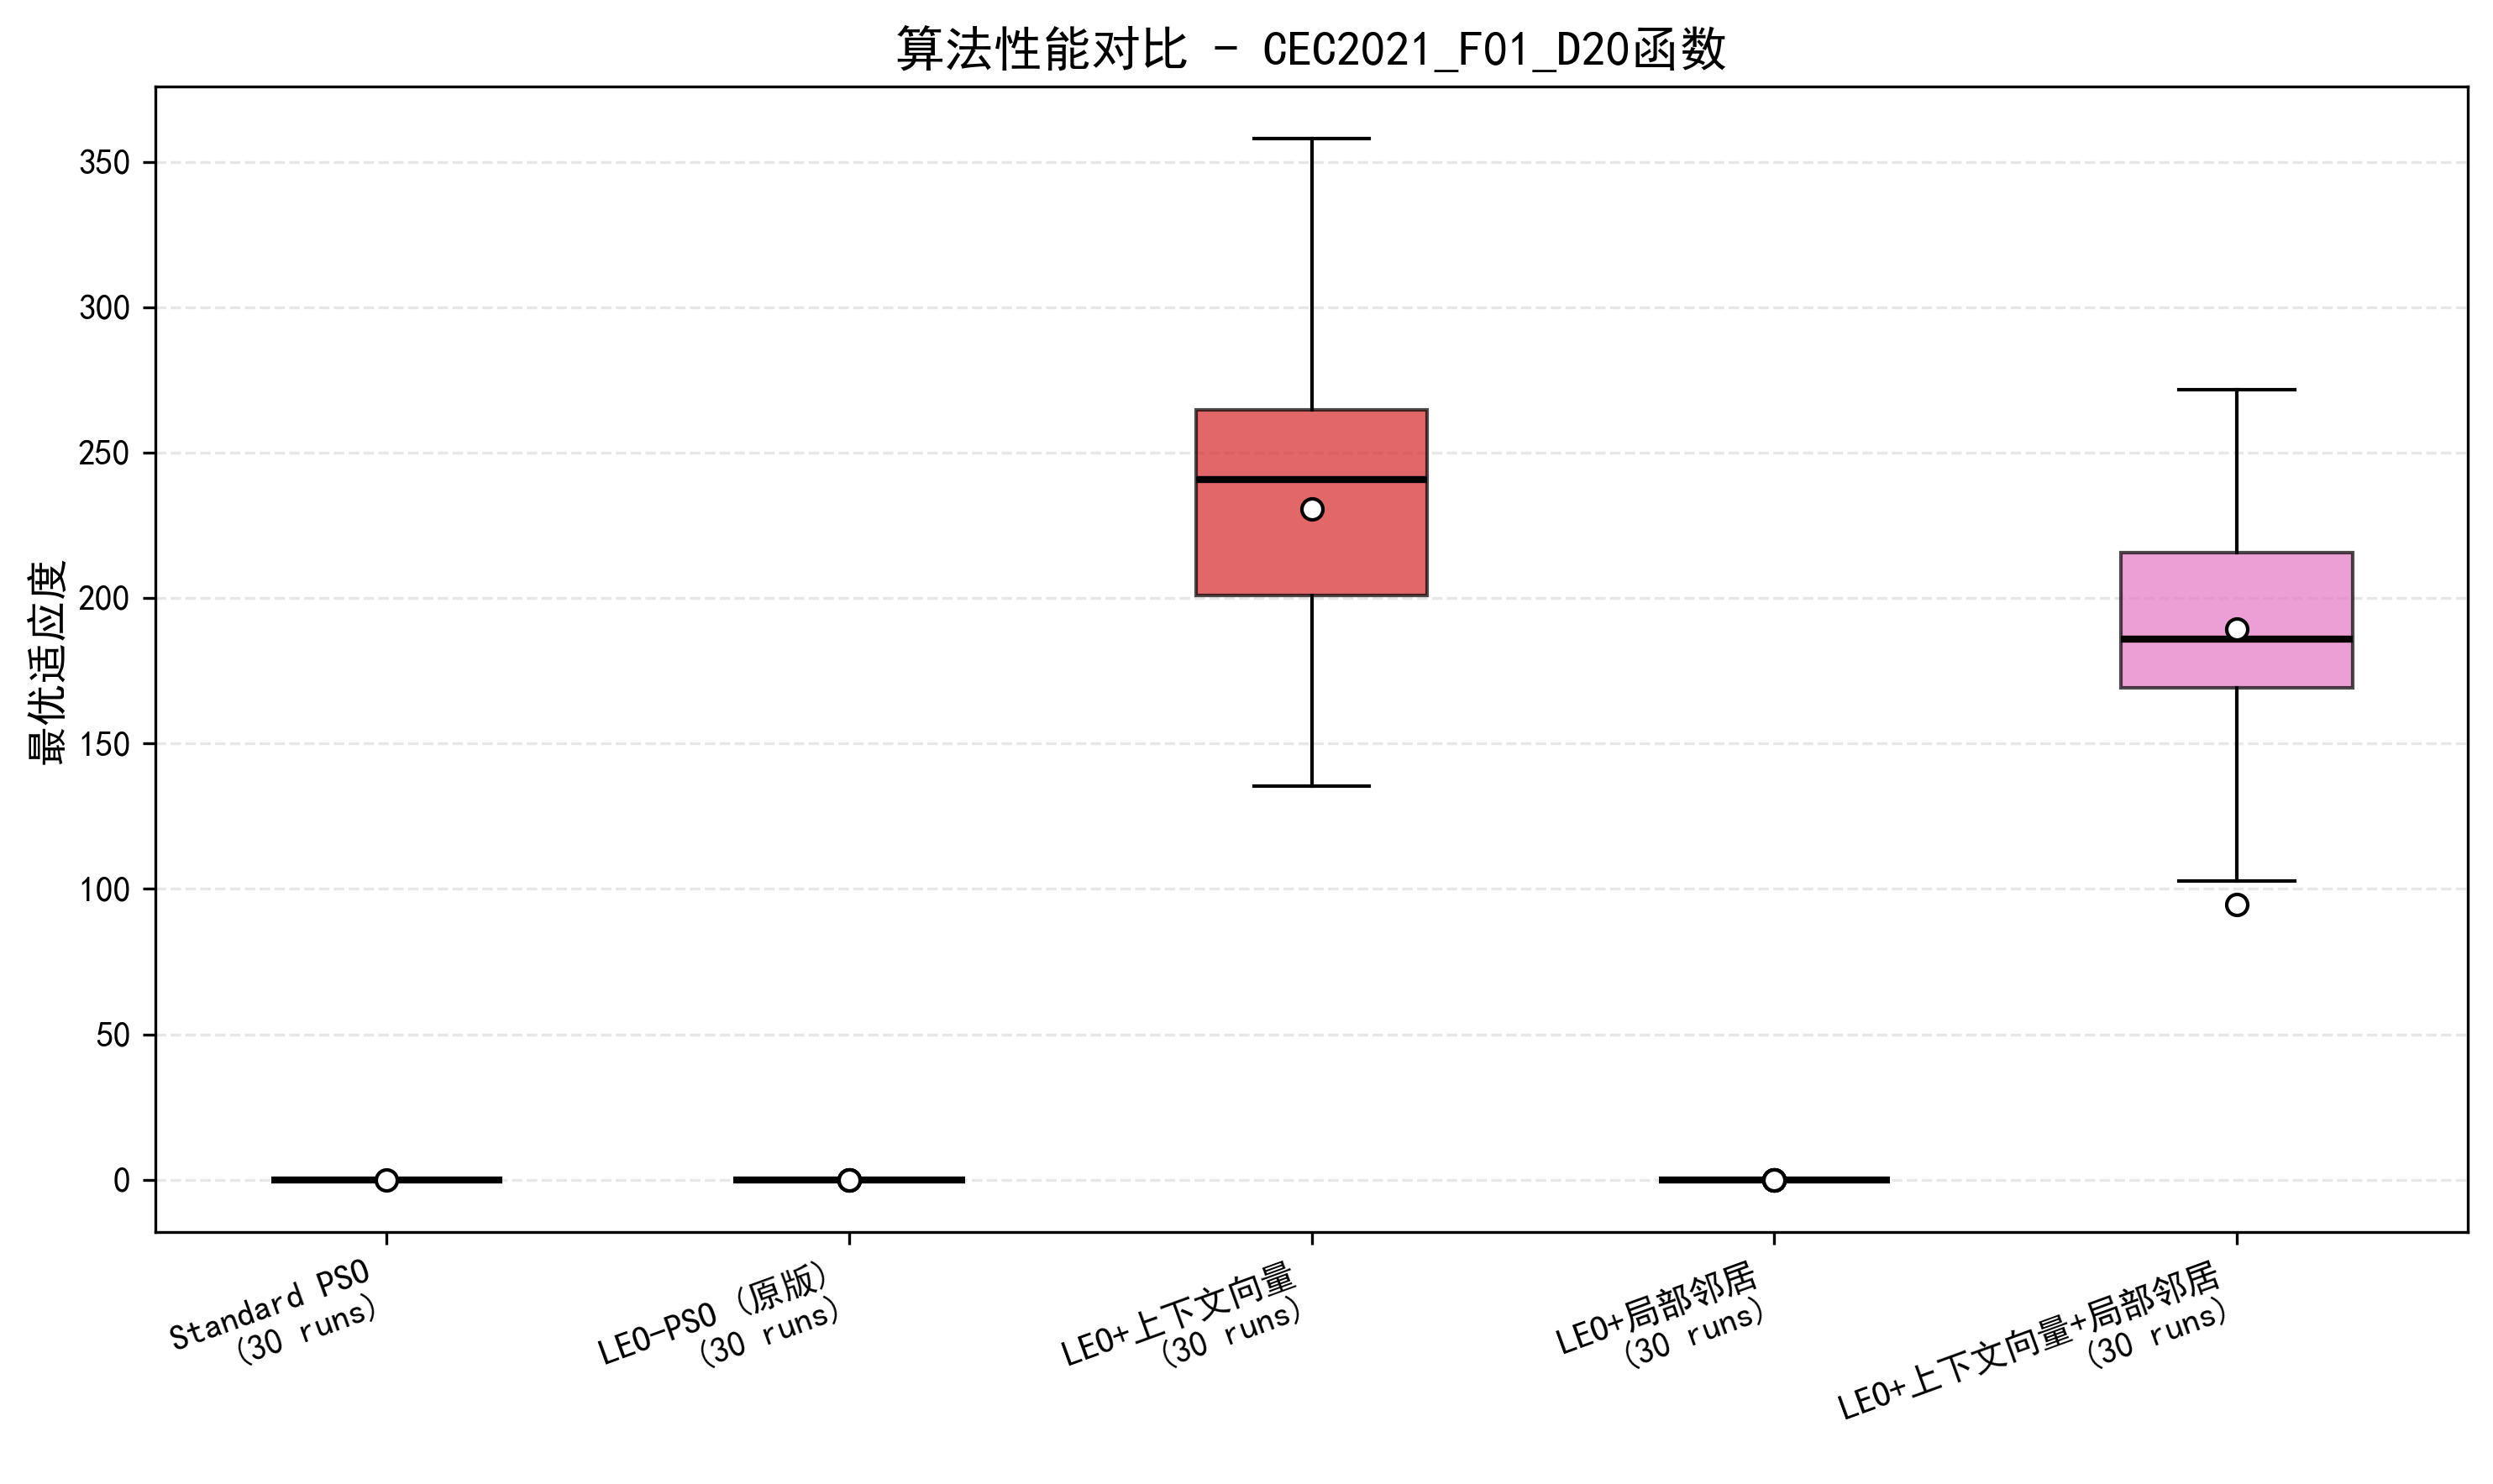 算法性能对比 - CEC2021_F01_D20函数
最优适应度
350
300
250
200
150
100
50
0
Standard PSO
(30 runs)
LEO-PSO (原版)
(30 runs)
LEO+上下文向量
(30 runs)
LEO+局部邻居
(30 runs)
LEO+上下文向量+局部邻居
(30 runs)